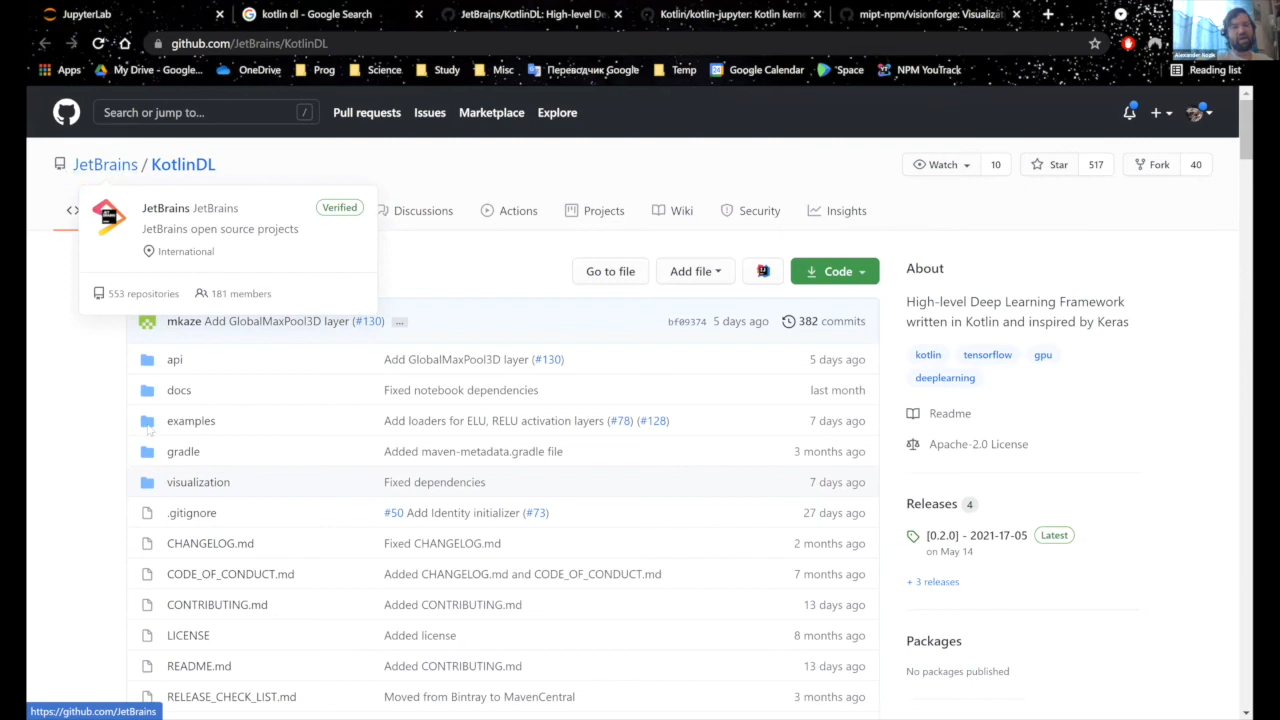 JupyterLab
kotlin dl - Google Search
JetBrains/KotlinDL: High-level De
Kotlin/kotlin-jupyter: Kotlin kerne
mipt-npm/visionforge: Visualizat
github.com/JetBrains/KotlinDL
Apps
My Drive - Google...
OneDrive
Prog
Science
Study
Misc
Переводчик Google
Temp
Google Calendar
Space
NPM YouTrack
Reading list
Search or jump to...
/
Pull requests
Issues
Marketplace
Explore
JetBrains / KotlinDL
Watch
10
Star
517
Fork
40
JetBrains JetBrains
Verified
JetBrains open source projects
International
553 repositories
181 members
Discussions
Actions
Projects
Wiki
Security
Insights
Go to file
Add file
Code
mkaze Add GlobalMaxPool3D layer (#130) ...
bf09374 5 days ago
382 commits
api
Add GlobalMaxPool3D layer (#130)
5 days ago
docs
Fixed notebook dependencies
last month
examples
Add loaders for ELU, RELU activation layers (#78) (#128)
7 days ago
gradle
Added maven-metadata.gradle file
3 months ago
visualization
Fixed dependencies
7 days ago
.gitignore
#50 Add Identity initializer (#73)
27 days ago
CHANGELOG.md
Fixed CHANGELOG.md
2 months ago
CODE_OF_CONDUCT.md
Added CHANGELOG.md and CODE_OF_CONDUCT.md
7 months ago
CONTRIBUTING.md
Added CONTRIBUTING.md
13 days ago
LICENSE
Added license
8 months ago
README.md
Added CONTRIBUTING.md
13 days ago
RELEASE_CHECK_LIST.md
Moved from Bintray to MavenCentral
3 months ago
About
High-level Deep Learning Framework
written in Kotlin and inspired by Keras
kotlin
tensorflow
gpu
deeplearning
Readme
Apache-2.0 License
Releases 4
[0.2.0] - 2021-17-05
Latest
on May 14
+ 3 releases
Packages
No packages published
https://github.com/JetBrains